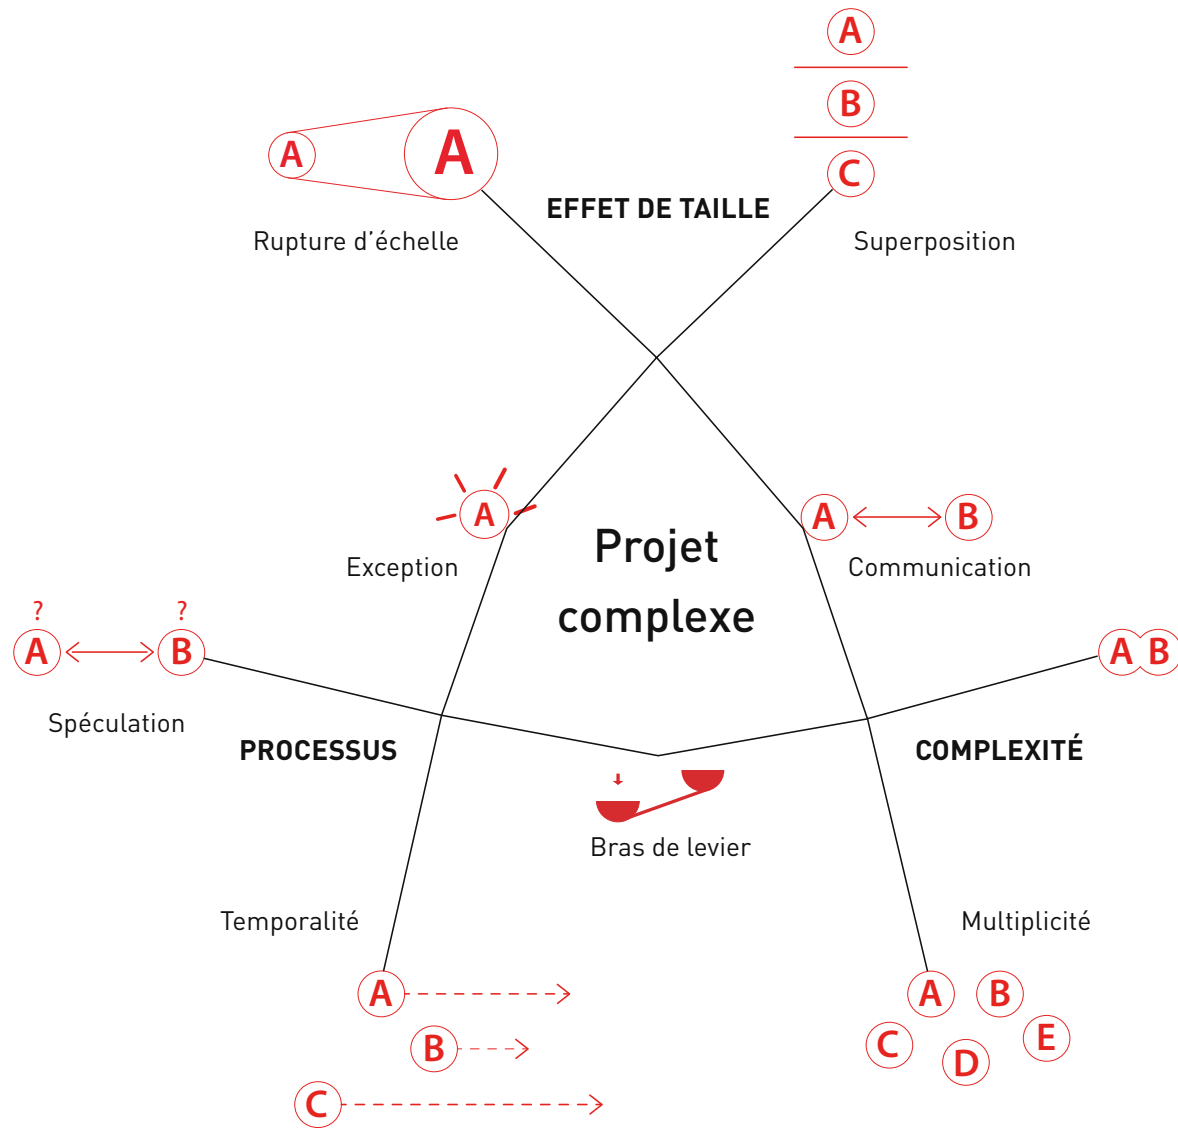 A
B
C
A
A
EFFET DE TAILLE
Rupture d'échelle
Superposition
A
Exception
Projet
complexe
A
B
Communication
?
?
A
B
Spéculation
A
B
PROCESSUS
COMPLEXITÉ
Bras de levier
Temporalité
A
B
C
Multiplicité
A
B
C
D
E